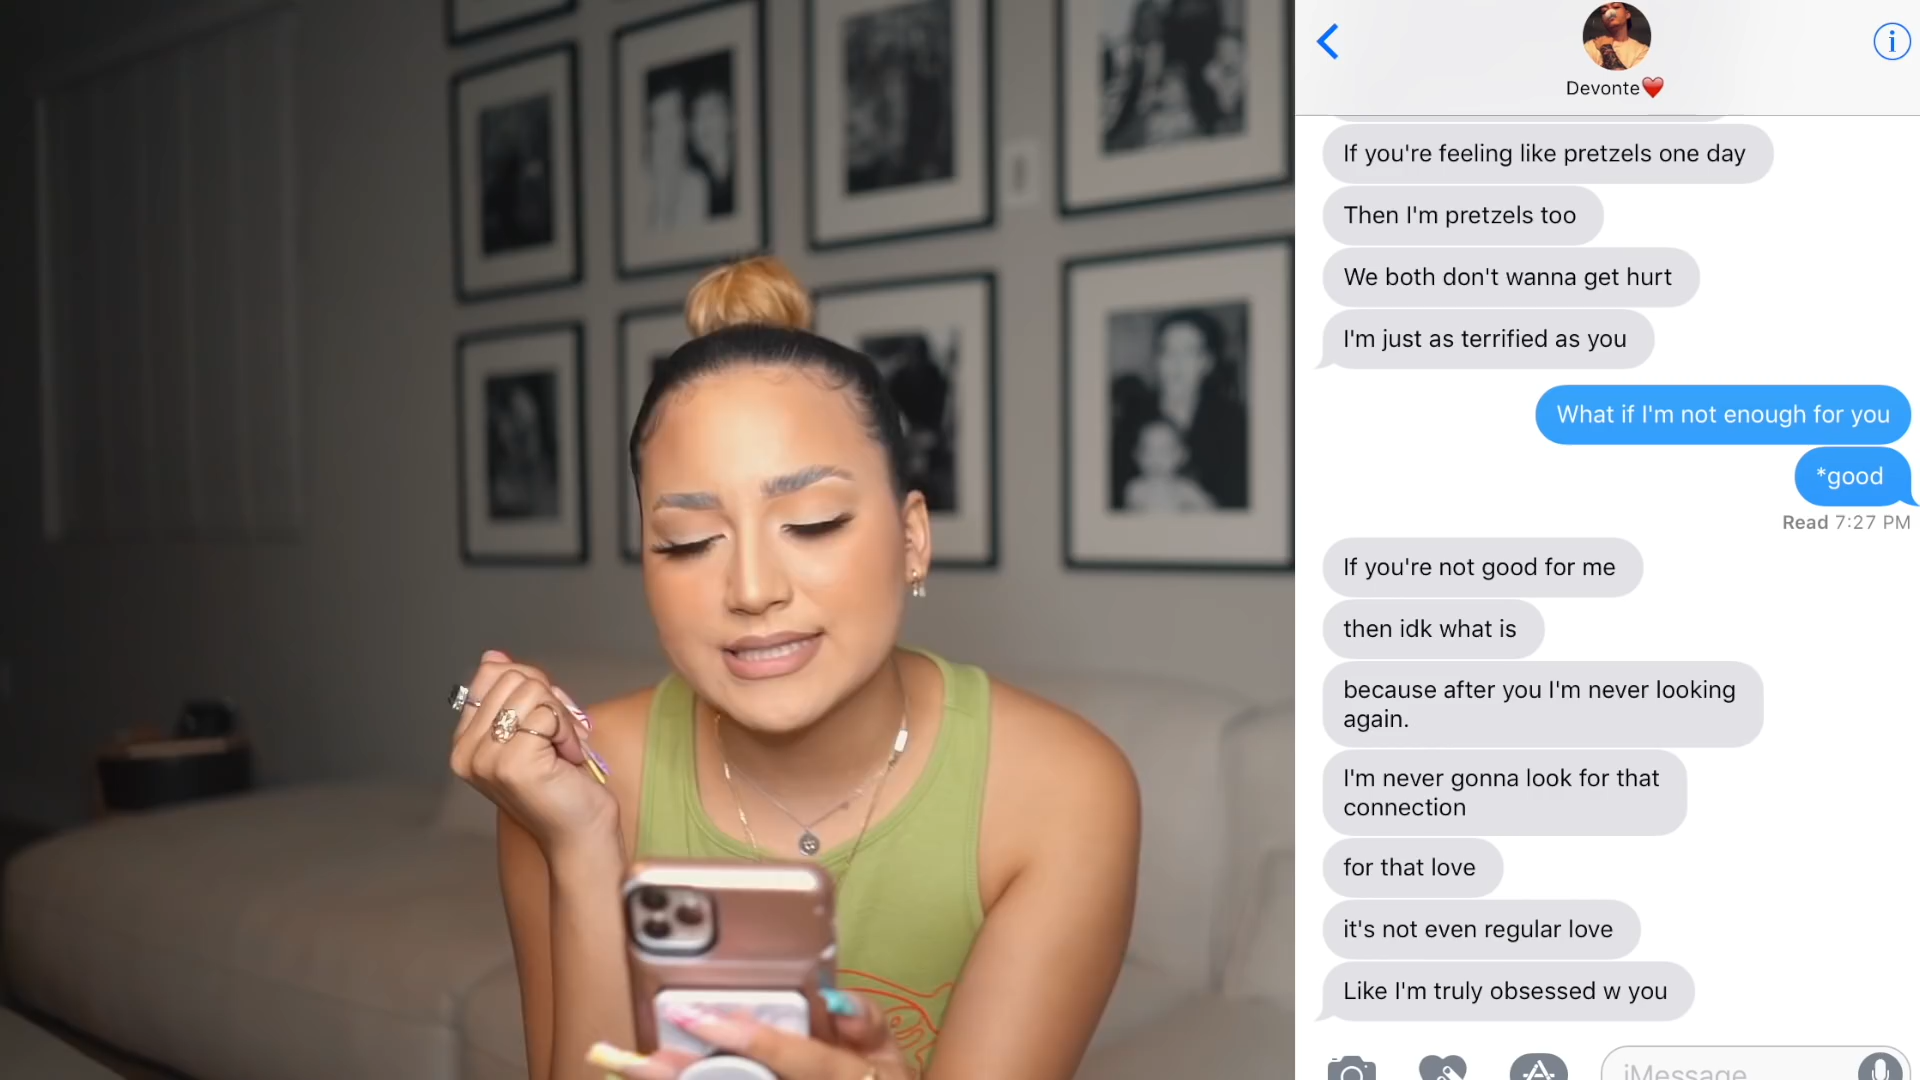 Devonte❤️
If you're feeling like pretzels one day
Then I'm pretzels too
We both don't wanna get hurt
I'm just as terrified as you
What if I'm not enough for you
*good
Read 7:27 PM
If you're not good for me
then idk what is
because after you I'm never looking
again.
I'm never gonna look for that
connection
for that love
it's not even regular love
Like I'm truly obsessed w you
iMessage